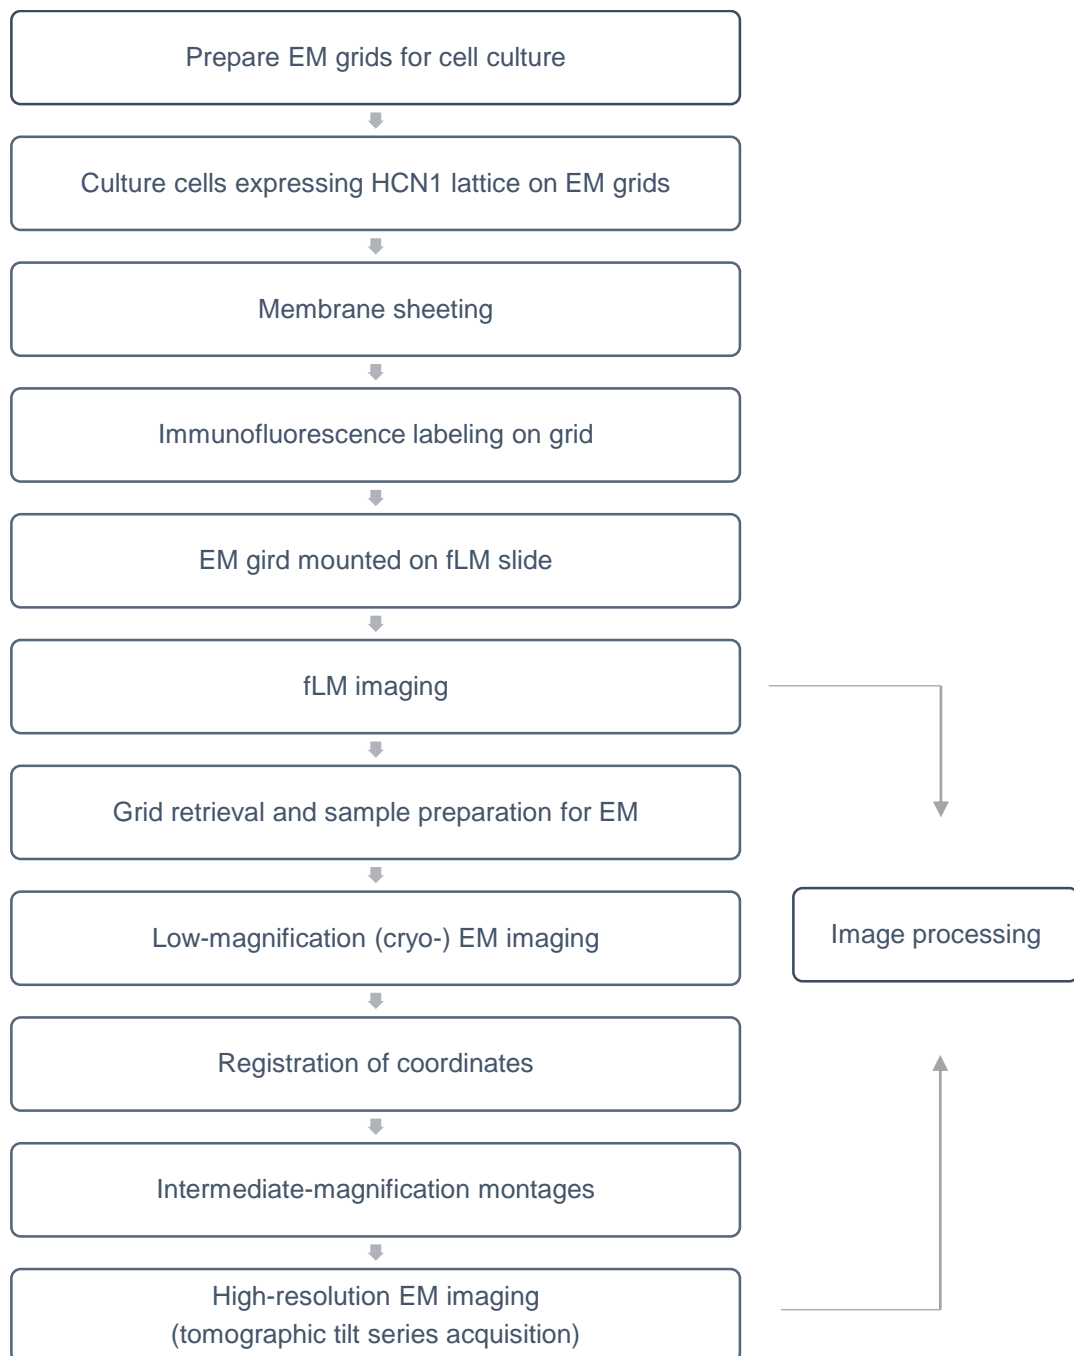 Prepare EM grids for cell culture
Culture cells expressing HCN1 lattice on EM grids
Membrane sheeting
Immunofluorescence labeling on grid
EM gird mounted on fLM slide
fLM imaging
Grid retrieval and sample preparation for EM
Low-magnification (cryo-) EM imaging
Image processing
Registration of coordinates
Intermediate-magnification montages
High-resolution EM imaging
(tomographic tilt series acquisition)